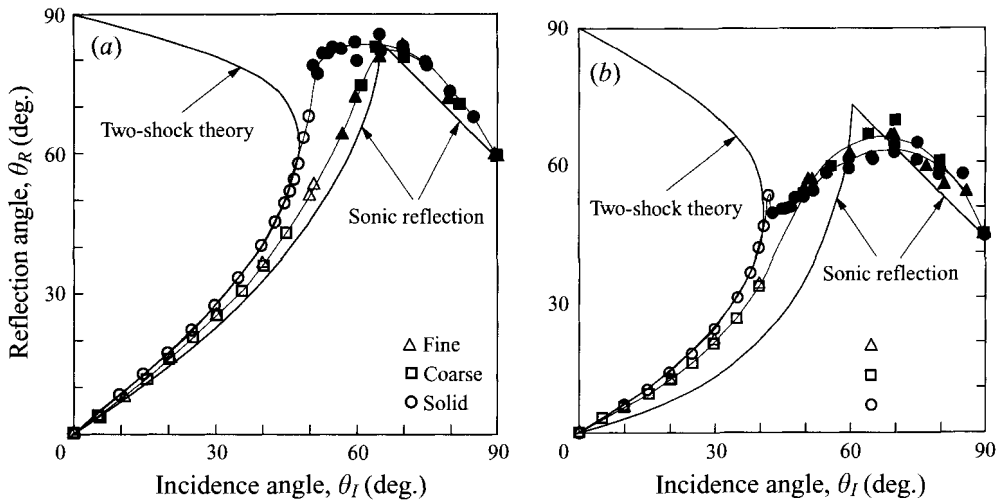 90
(a)
Two-shock theory
60
Sonic reflection
30
Fine
Coarse
Solid
0
30
60
90
Incidence angle, θI (deg.)
Reflection angle, θR (deg.)
90
(b)
60
Two-shock theory
Sonic reflection
30
0
30
60
90
Incidence angle, θI (deg.)